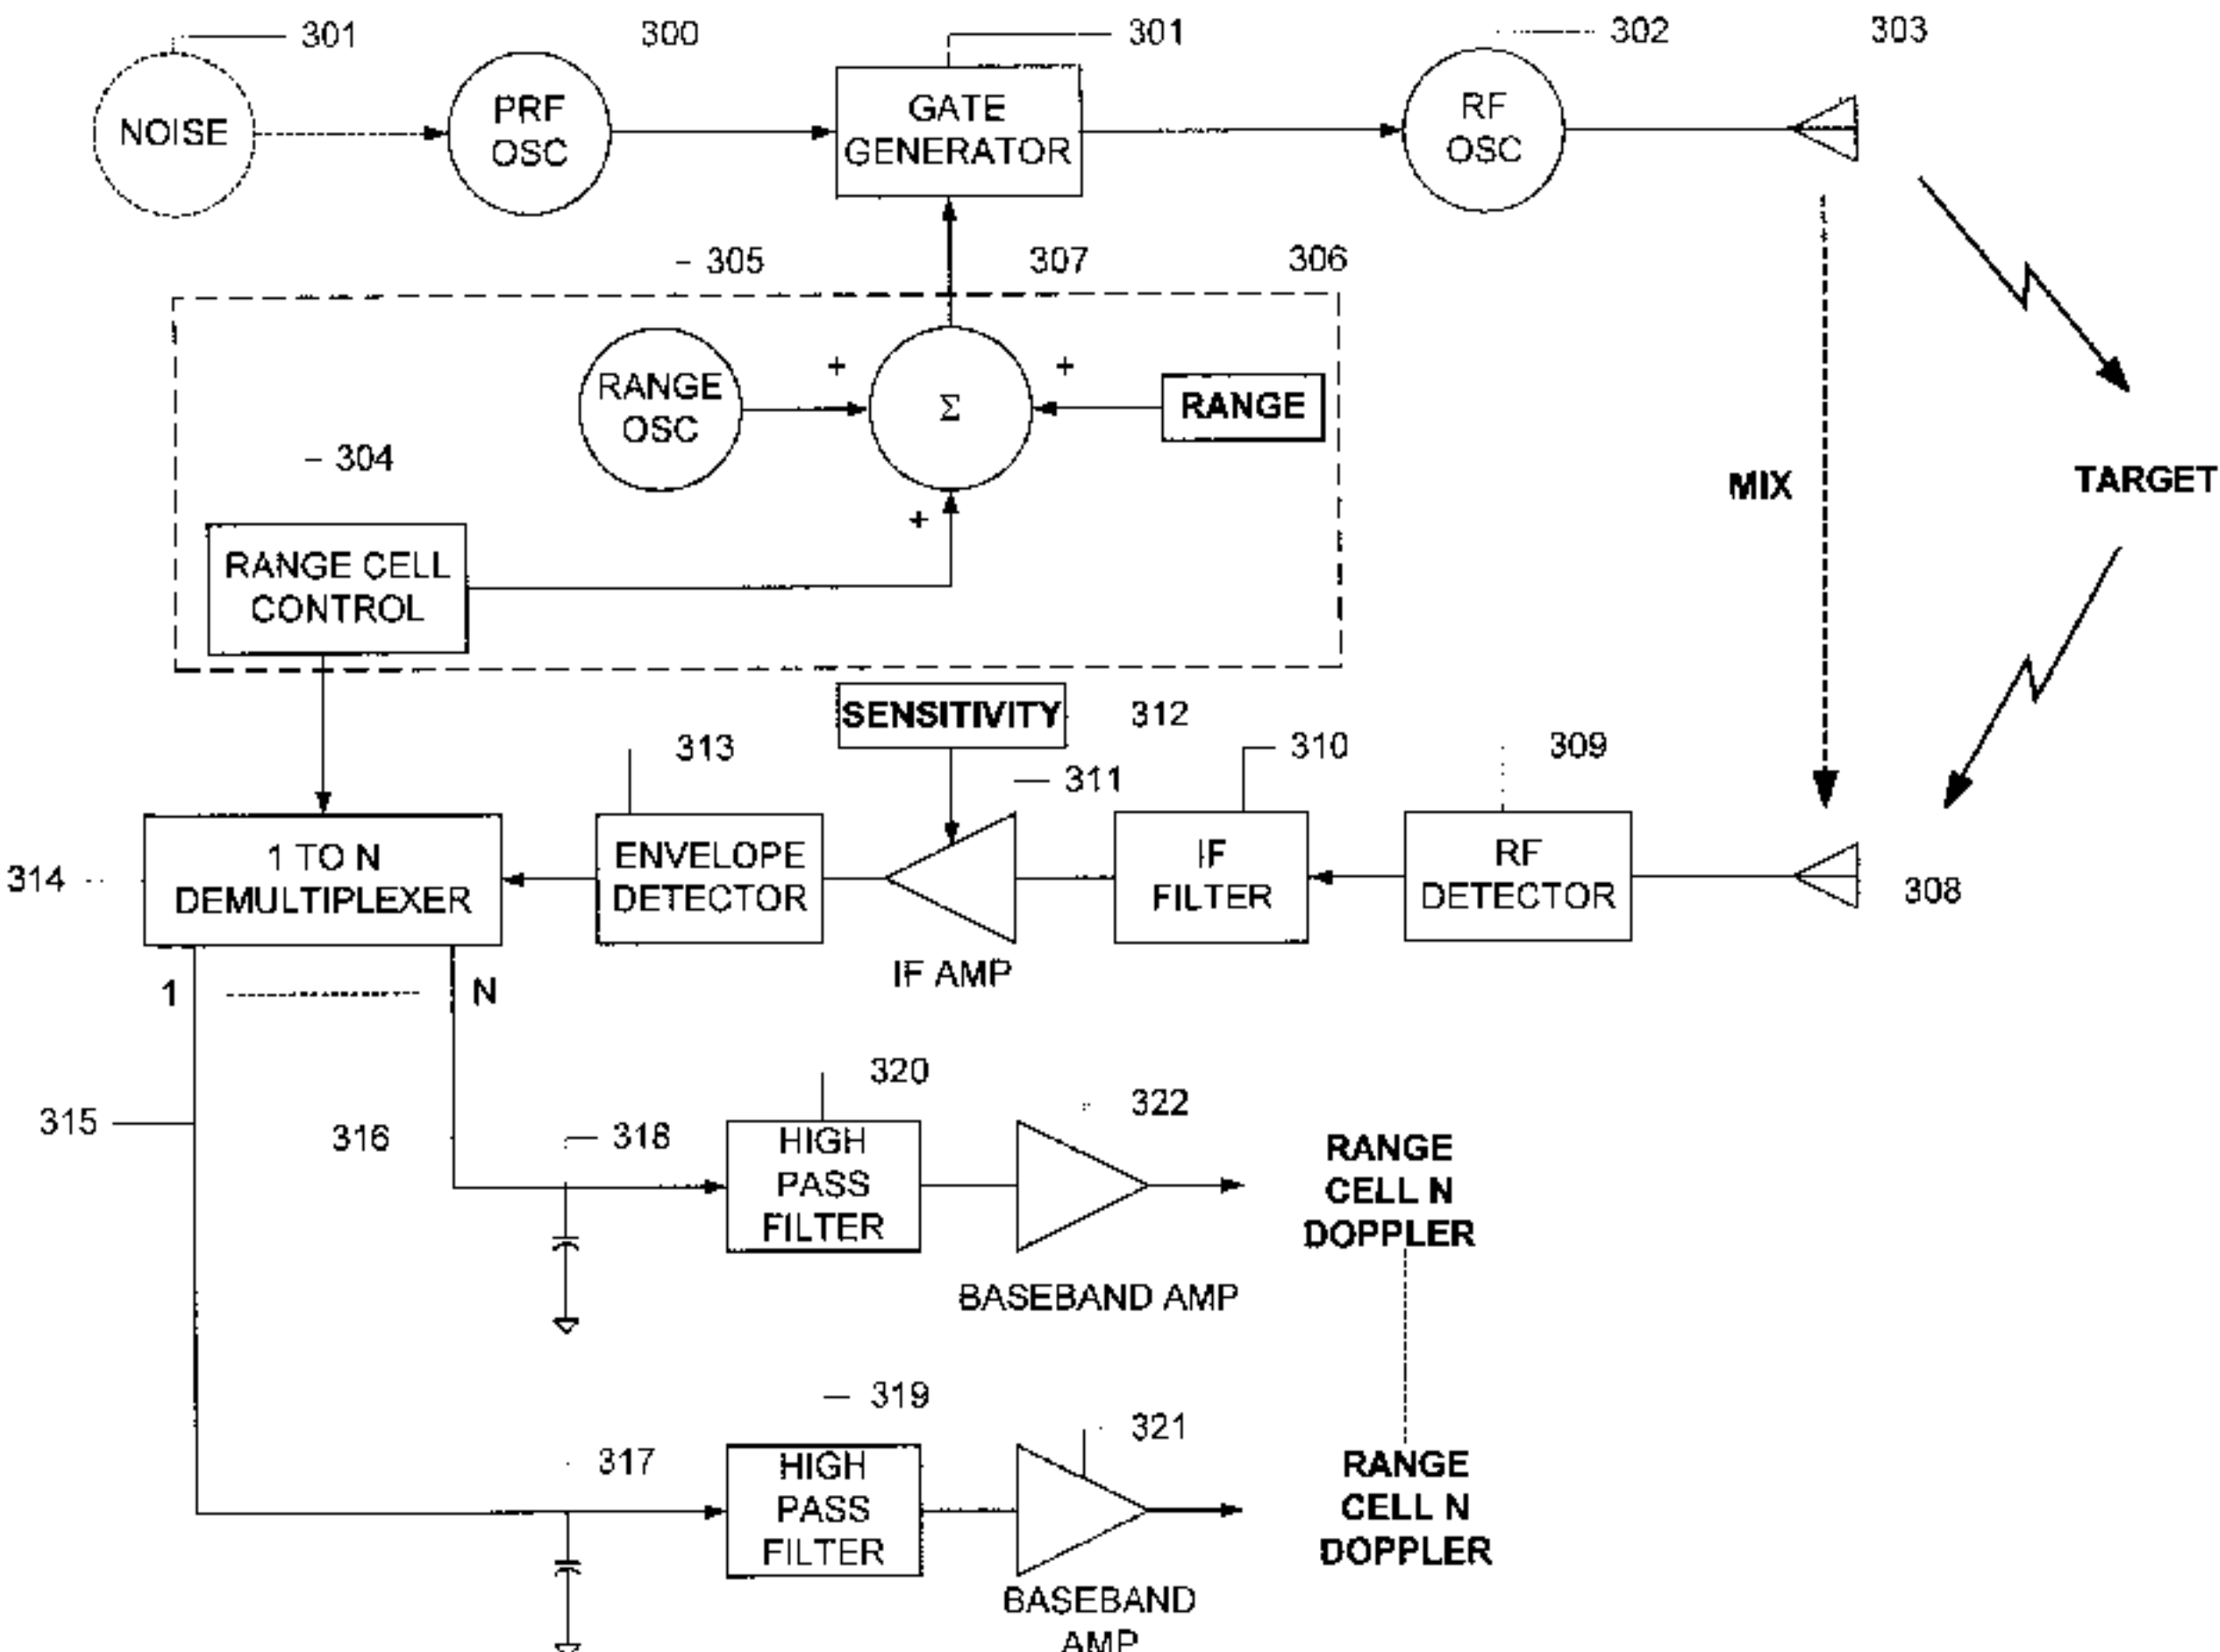 301
300
301
302
303
NOISE
PRF
OSC
GATE
GENERATOR
RF
OSC
305
307
306
RANGE
OSC
+
Σ
+
RANGE
304
+
MIX
TARGET
RANGE CELL
CONTROL
SENSITIVITY
312
313
311
310
309
314
1 TO N
DEMULTIPLEXER
ENVELOPE
DETECTOR
IF AMP
IF
FILTER
RF
DETECTOR
308
1
N
315
316
318
320
322
HIGH
PASS
FILTER
BASEBAND AMP
RANGE
CELL N
DOPPLER
317
319
321
HIGH
PASS
FILTER
BASEBAND
AMP
RANGE
CELL N
DOPPLER